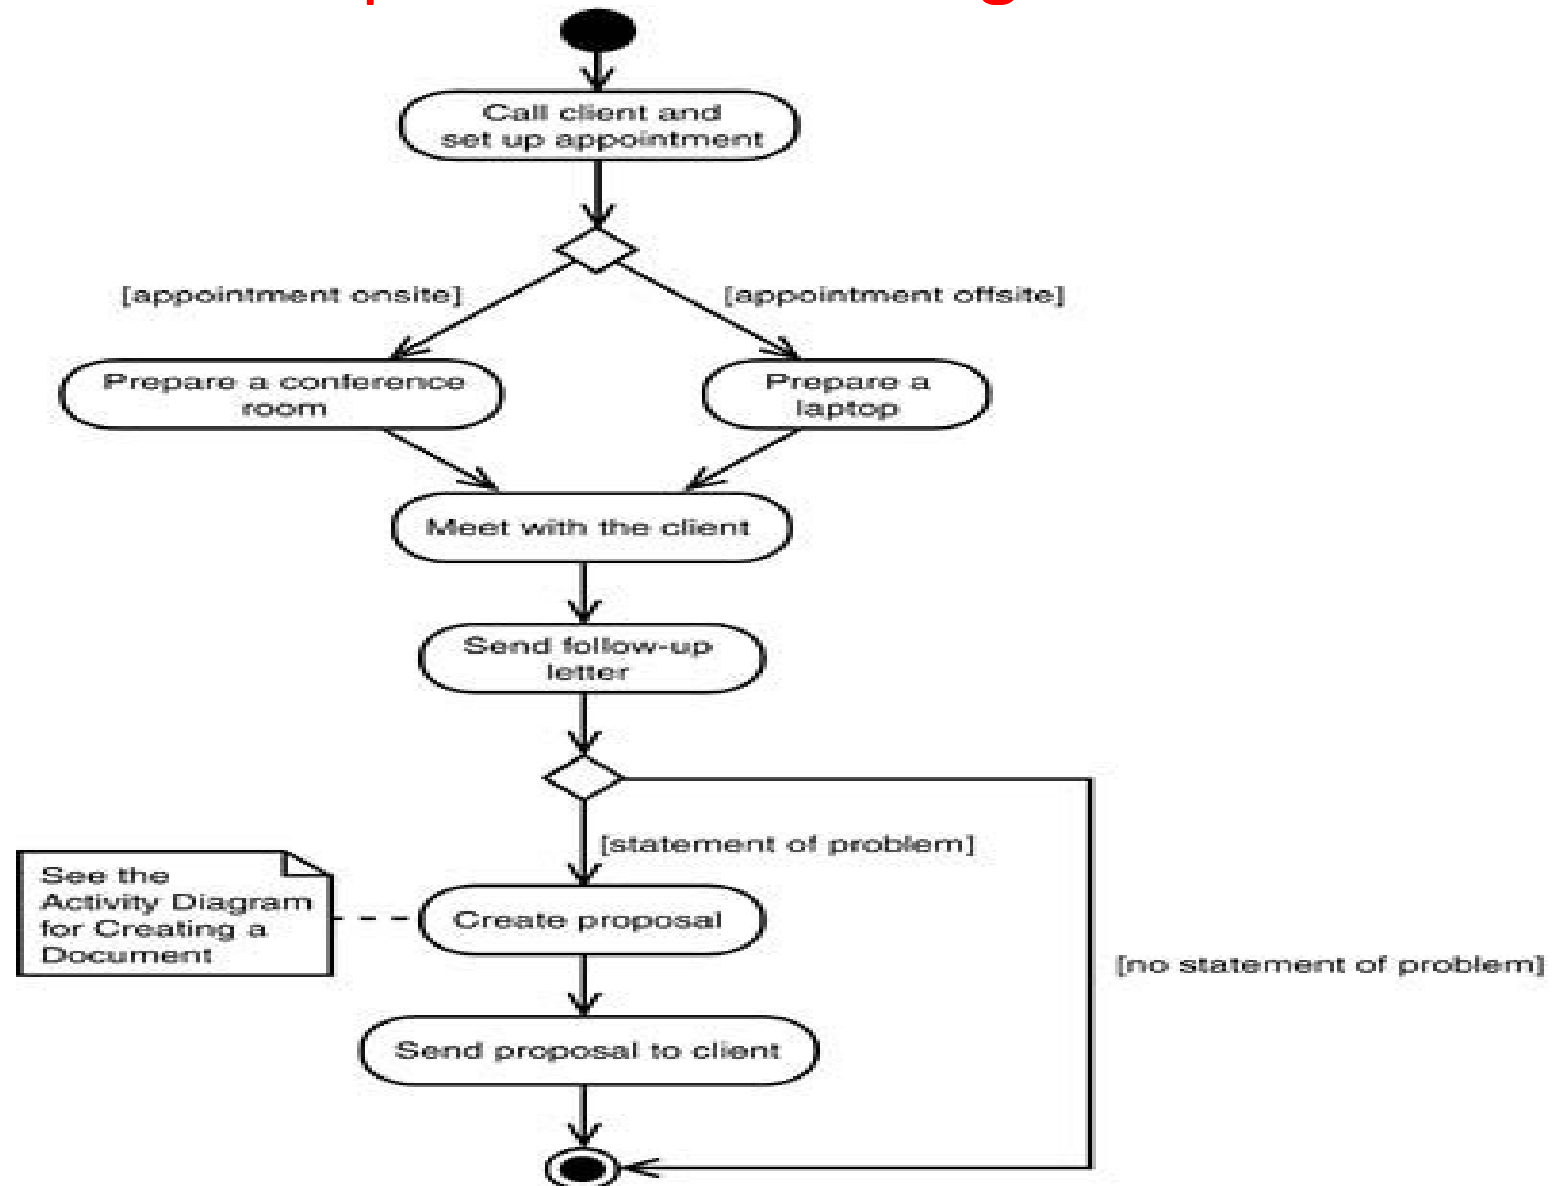 Call client and
set up appointment
[appointment onsite]
[appointment offsite]
Prepare a conference
room
Prepare a
laptop
Meet with the client
Send follow-up
letter
[statement of problem]
See the
Activity Diagram
for Creating a
Document
Create proposal
[no statement of problem]
Send proposal to client